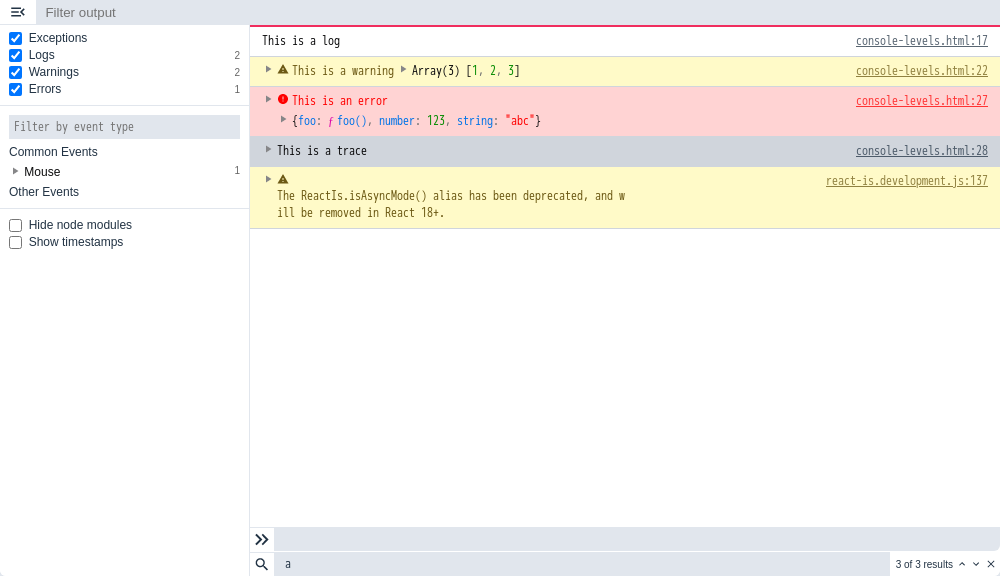 Filter output
Exceptions
Logs 2
Warnings 2
Errors 1
Filter by event type
Common Events
Mouse 1
Other Events
Hide node modules
Show timestamps
This is a log console-levels.html:17
This is a warning Array(3) [1, 2, 3] console-levels.html:22
This is an error console-levels.html:27
{foo: ƒ foo(), number: 123, string: "abc"}
This is a trace console-levels.html:28
react-is.development.js:137
The ReactIs.isAsyncMode() alias has been deprecated, and w
ill be removed in React 18+.
a 3 of 3 results